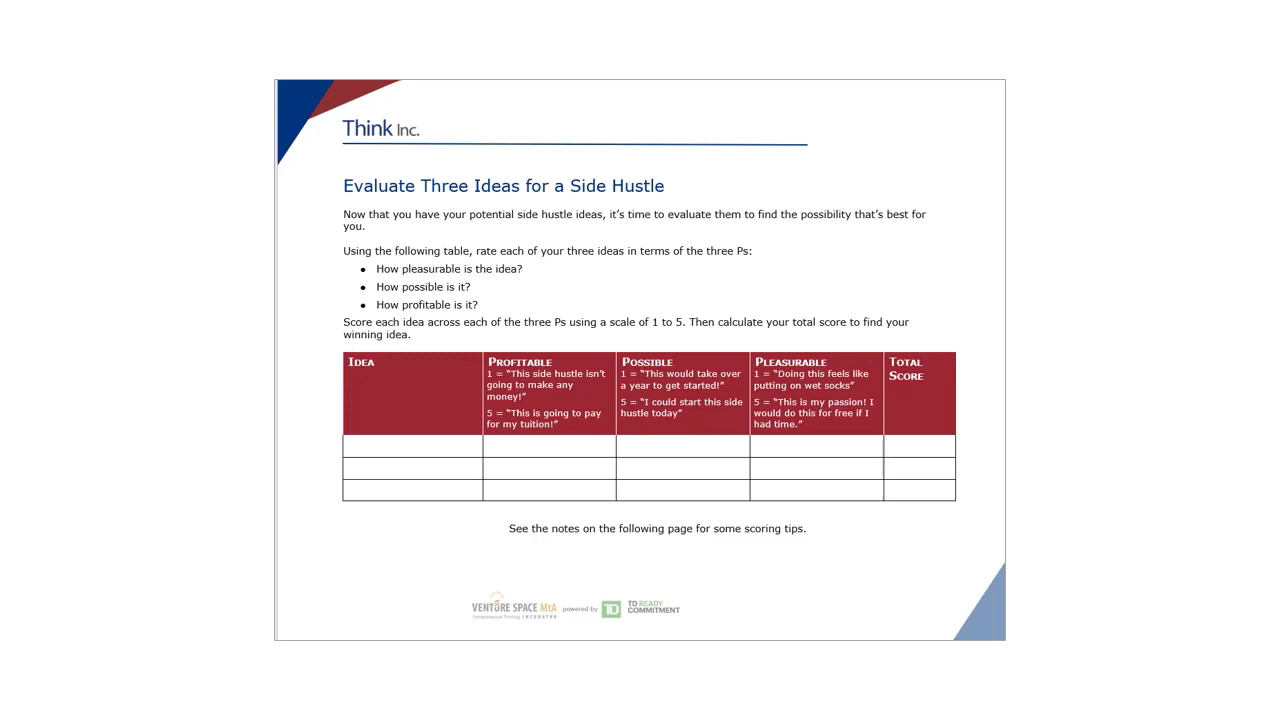 Think Inc.
Evaluate Three Ideas for a Side Hustle
Now that you have your potential side hustle ideas, it's time to evaluate them to find the possibility that's best for
you.
Using the following table, rate each of your three ideas in terms of the three Ps:
● How pleasurable is the idea?
● How possible is it?
● How profitable is it?
Score each idea across each of the three Ps using a scale of 1 to 5. Then calculate your total score to find your
winning idea.
IDEA
PROFITABLE
1 = “This side hustle isn't
going to make any
money!”
5 = “This is going to pay
for my tuition!”
POSSIBLE
1 = “This would take over
a year to get started!”
5 = “I could start this side
hustle today”
PLEASURABLE
1 = “Doing this feels like
putting on wet socks”
5 = “This is my passion! I
would do this for free if I
had time.”
TOTAL
SCORE
See the notes on the following page for some scoring tips.
VENTURE SPACE MtA
Entrepreneurial Thinking INCUBATOR
powered by
TD
TD READY
COMMITMENT